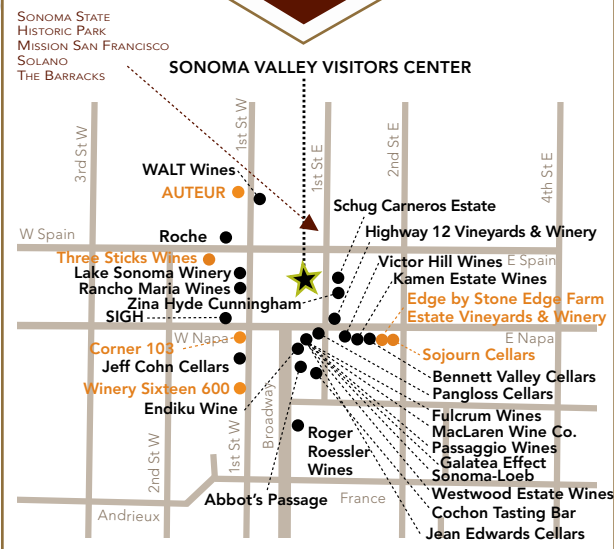 SONOMA STATE
HISTORIC PARK
MISSION SAN FRANCISCO
SOLANO
THE BARRACKS
SONOMA VALLEY VISITORS CENTER
3rd St W
1st St W
1st St E
2nd St E
4th St E
WALT Wines
AUTEUR
Schug Carneros Estate
Highway 12 Vineyards & Winery
W Spain
Roche
E Spain
Three Sticks Wines
Victor Hill Wines
Lake Sonoma Winery
Kamen Estate Wines
Rancho Maria Wines
Zina Hyde Cunningham
Edge by Stone Edge Farm
Estate Vineyards & Winery
SIGH
W Napa
E Napa
Corner 103
Sojourn Cellars
Jeff Cohn Cellars
Bennett Valley Cellars
Winery Sixteen 600
Pangloss Cellars
Endiku Wine
Broadway
Fulcrum Wines
MacLaren Wine Co.
Roger
Roessler
Wines
Passaggio Wines
Galatea Effect
Sonoma-Loeb
2nd St W
1st St W
Abbot's Passage
France
Westwood Estate Wines
Cochon Tasting Bar
Andrieux
Jean Edwards Cellars